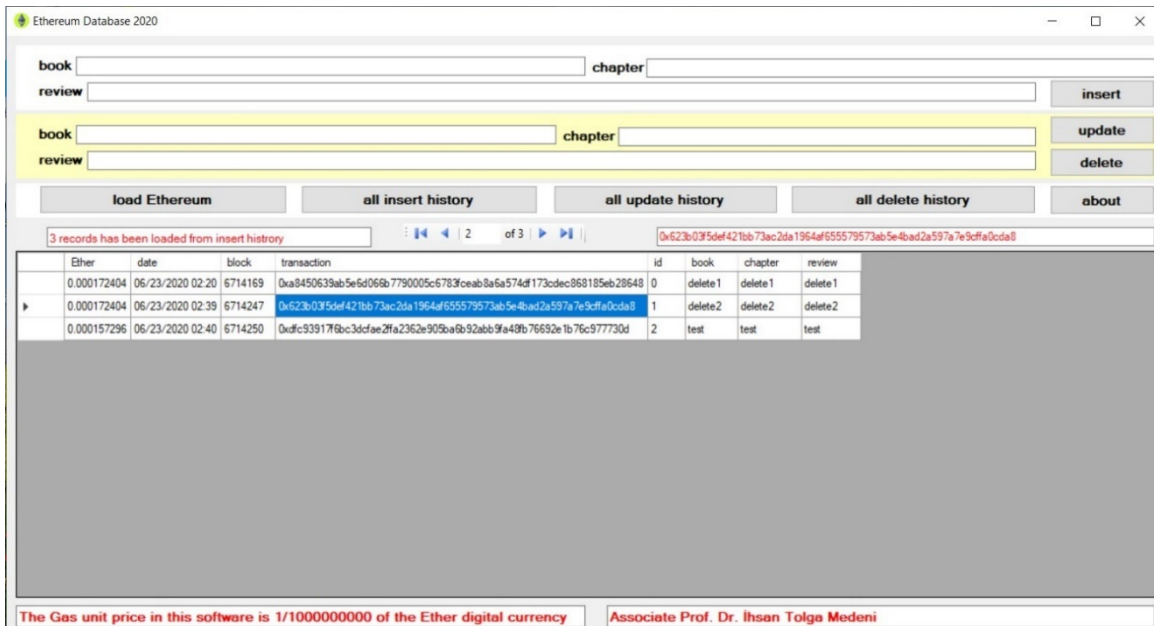 Ethereum Database 2020
book chapter
review insert
book chapter update
review delete
load Ethereum all insert history all update history all delete history about
3 records has been loaded from insert histrory 2 of 3 0x623b03f5def421bb73ac2da1964af655579573ab5e4bad2a597a7e9cffa0cda8
Ether date block transaction id book chapter review
0.000172404 06/23/2020 02:20 6714169 0xa8450639ab5e6d066b7790005c6783fceab8a6a574df173cdec868185eb28648 0 delete1 delete1 delete1
0.000172404 06/23/2020 02:39 6714247 0x623b03f5def421bb73ac2da1964af655579573ab5e4bad2a597a7e9cffa0cda8 1 delete2 delete2 delete2
0.000157296 06/23/2020 02:40 6714250 0xdfc93917f6bc3dcfae2ffa2362e905ba6b92abb9fa48fb76692e1b76c977730d 2 test test test
The Gas unit price in this software is 1/1000000000 of the Ether digital currency Associate Prof. Dr. İhsan Tolga Medeni